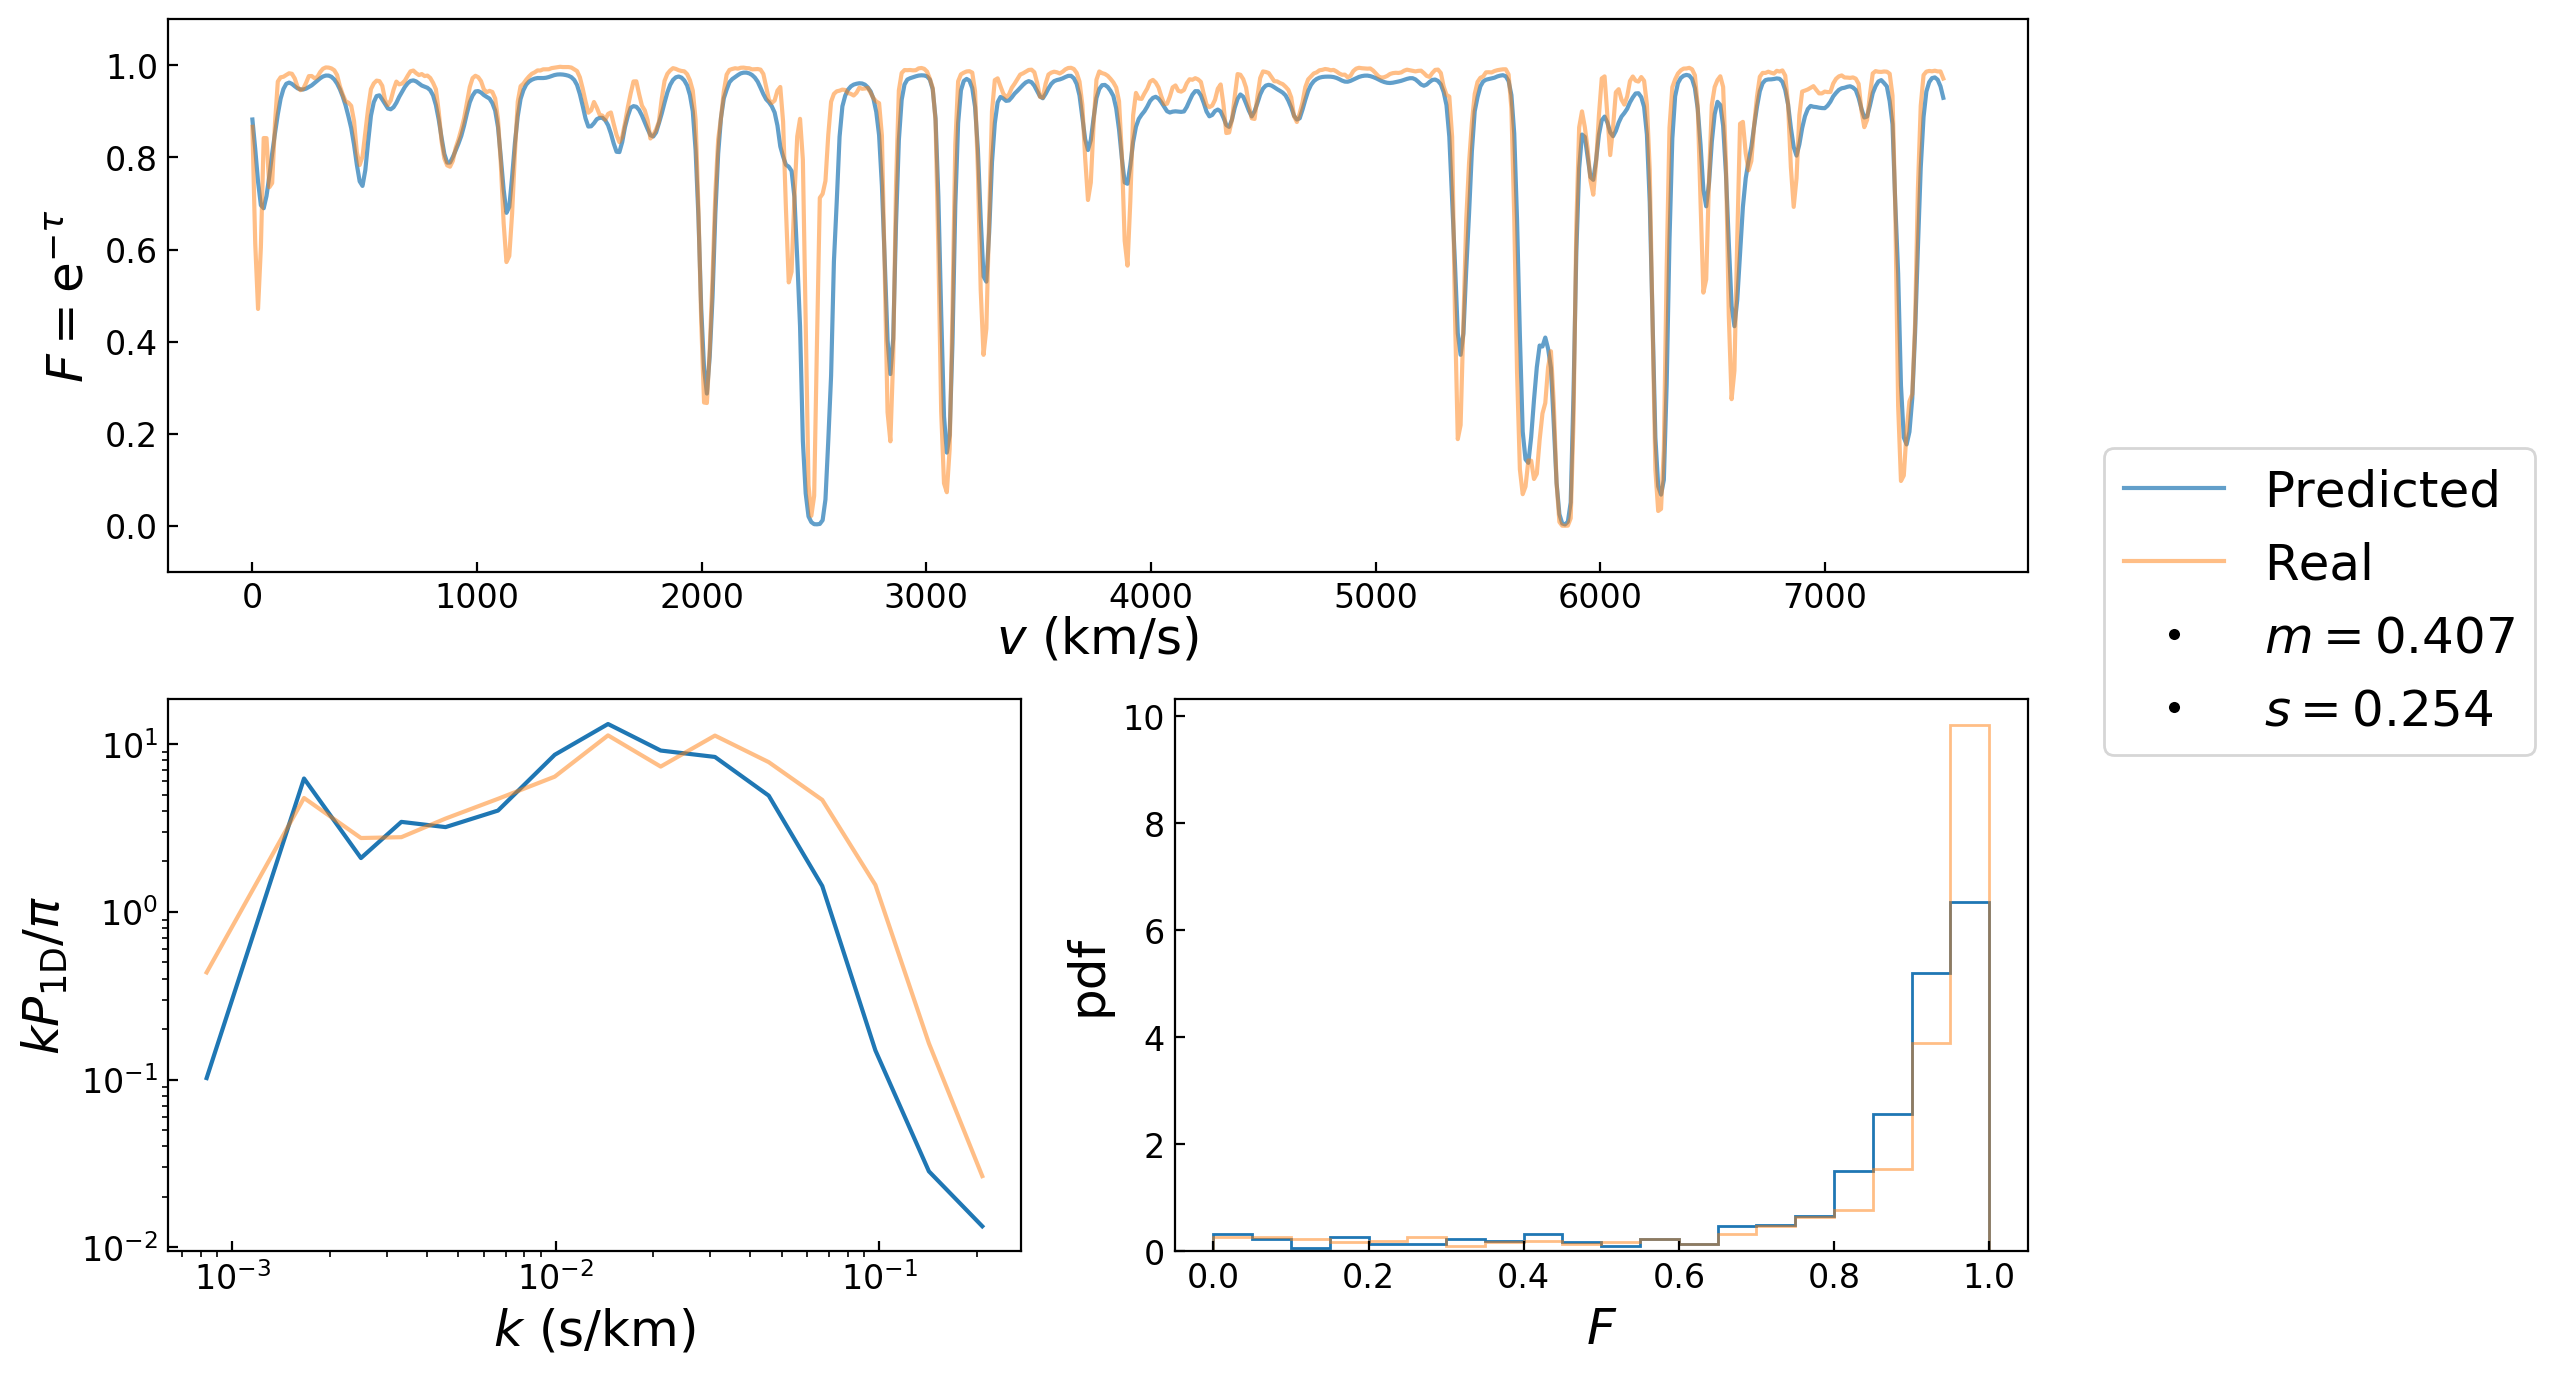 1.0
0.8
0.6
0.4
0.2
0.0
F = e^{−τ}
0 1000 2000 3000 4000 5000 6000 7000
v (km/s)
Predicted
Real
m = 0.407
s = 0.254
10^1
10^0
10^{−1}
10^{−2}
kP_{1D}/π
10^{−3} 10^{−2} 10^{−1}
k (s/km)
10
8
6
4
2
0
pdf
0.0 0.2 0.4 0.6 0.8 1.0
F